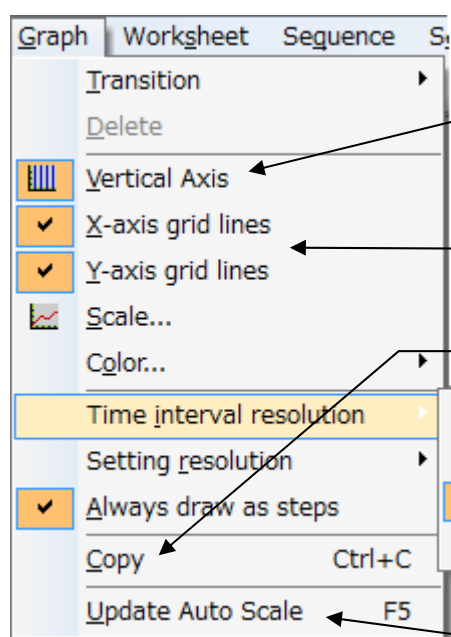 Graph Worksheet Sequence
Transition
Delete
Vertical Axis
X-axis grid lines
Y-axis grid lines
Scale...
Color...
Time interval resolution
Setting resolution
Always draw as steps
Copy Ctrl+C
Update Auto Scale F5